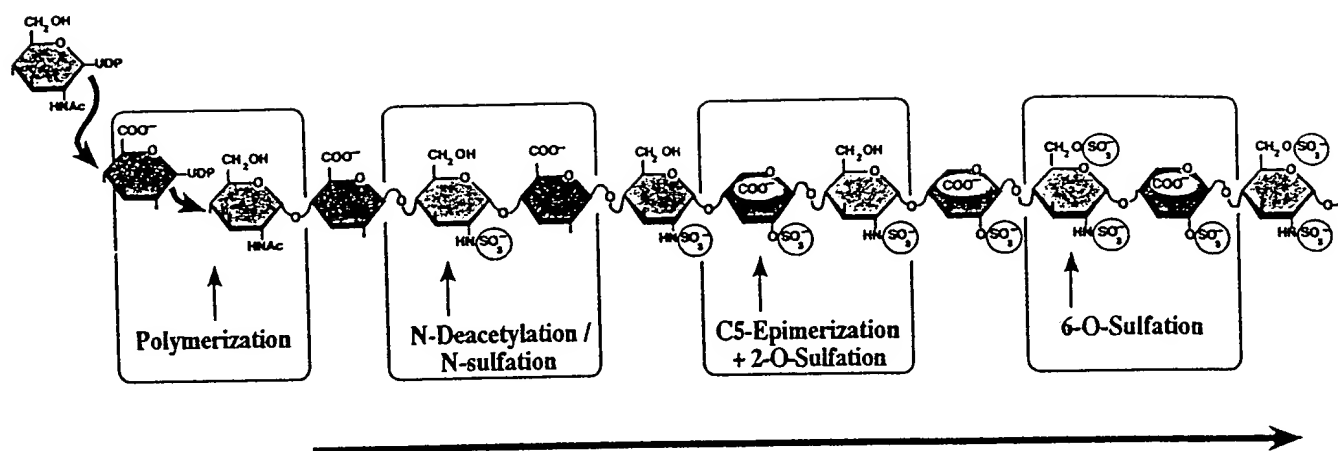 CH2OH
O
UDP
HNAc
COO-
O
UDP
CH2OH
O
HNAc
O
COO-
O
O
CH2OH
O
HN SO3-
O
COO-
O
O
CH2OH
O
HN SO3-
O
O
COO-
O SO3-
O
CH2OH
O
HN SO3-
O
O
COO-
O SO3-
O
CH2O SO3-
O
HN SO3-
O
O
COO-
O SO3-
O
CH2O SO3-
O
HN SO3-
O
Polymerization
N-Deacetylation /
N-sulfation
C5-Epimerization
+ 2-O-Sulfation
6-O-Sulfation